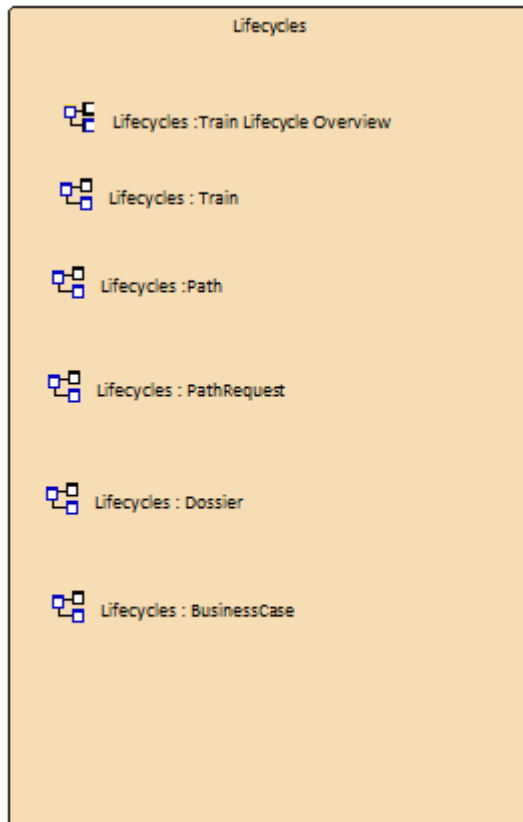 Lifecycles
Lifecycles :Train Lifecycle Overview
Lifecycles : Train
Lifecycles :Path
Lifecycles : PathRequest
Lifecycles : Dossier
Lifecycles : BusinessCase